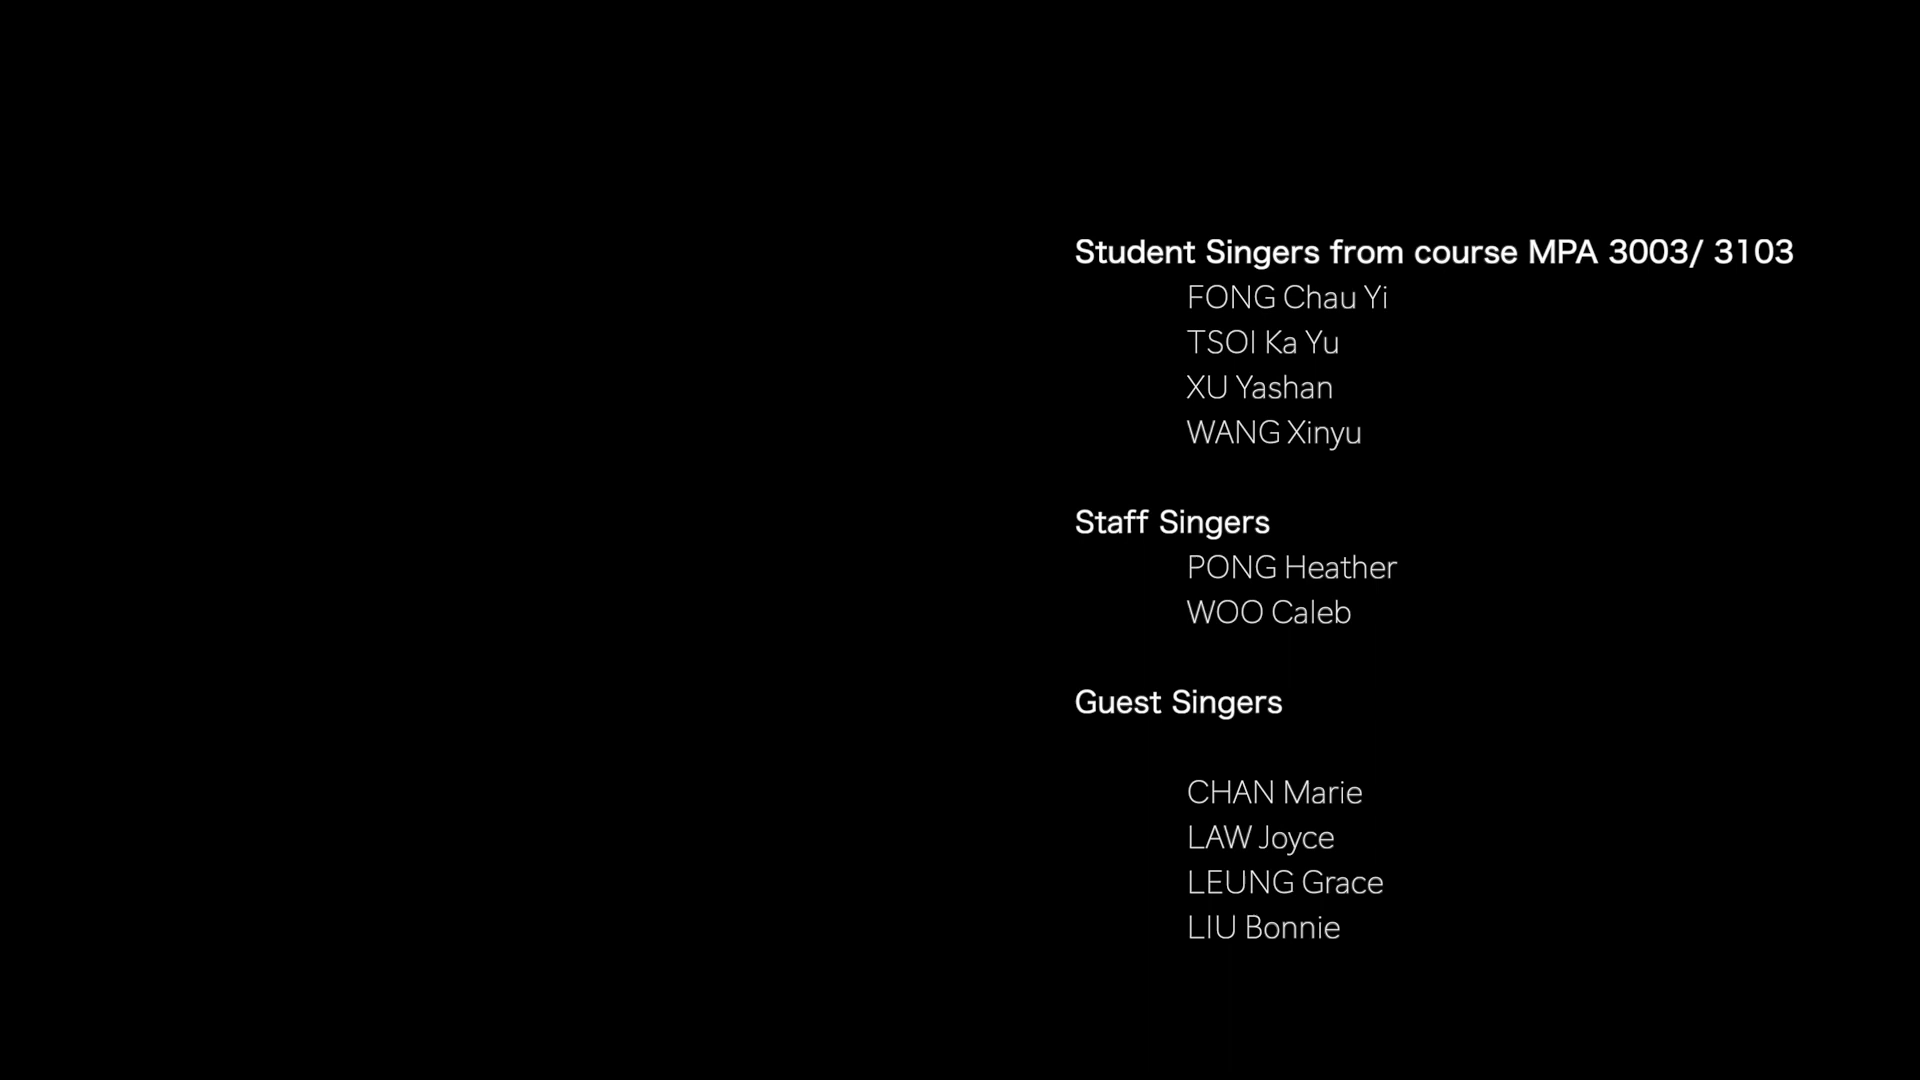 Student Singers from course MPA 3003/ 3103
FONG Chau Yi
TSOI Ka Yu
XU Yashan
WANG Xinyu
Staff Singers
PONG Heather
WOO Caleb
Guest Singers
CHAN Marie
LAW Joyce
LEUNG Grace
LIU Bonnie